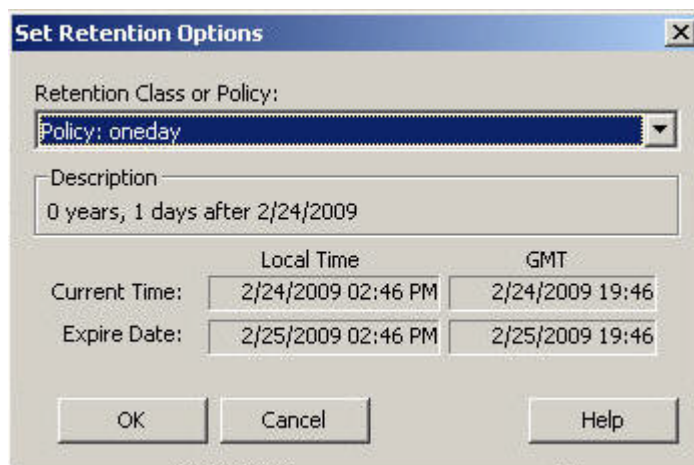 Set Retention Options
Retention Class or Policy:
Policy: oneday
Description
0 years, 1 days after 2/24/2009
Local Time GMT
Current Time: 2/24/2009 02:46 PM 2/24/2009 19:46
Expire Date: 2/25/2009 02:46 PM 2/25/2009 19:46
OK Cancel Help